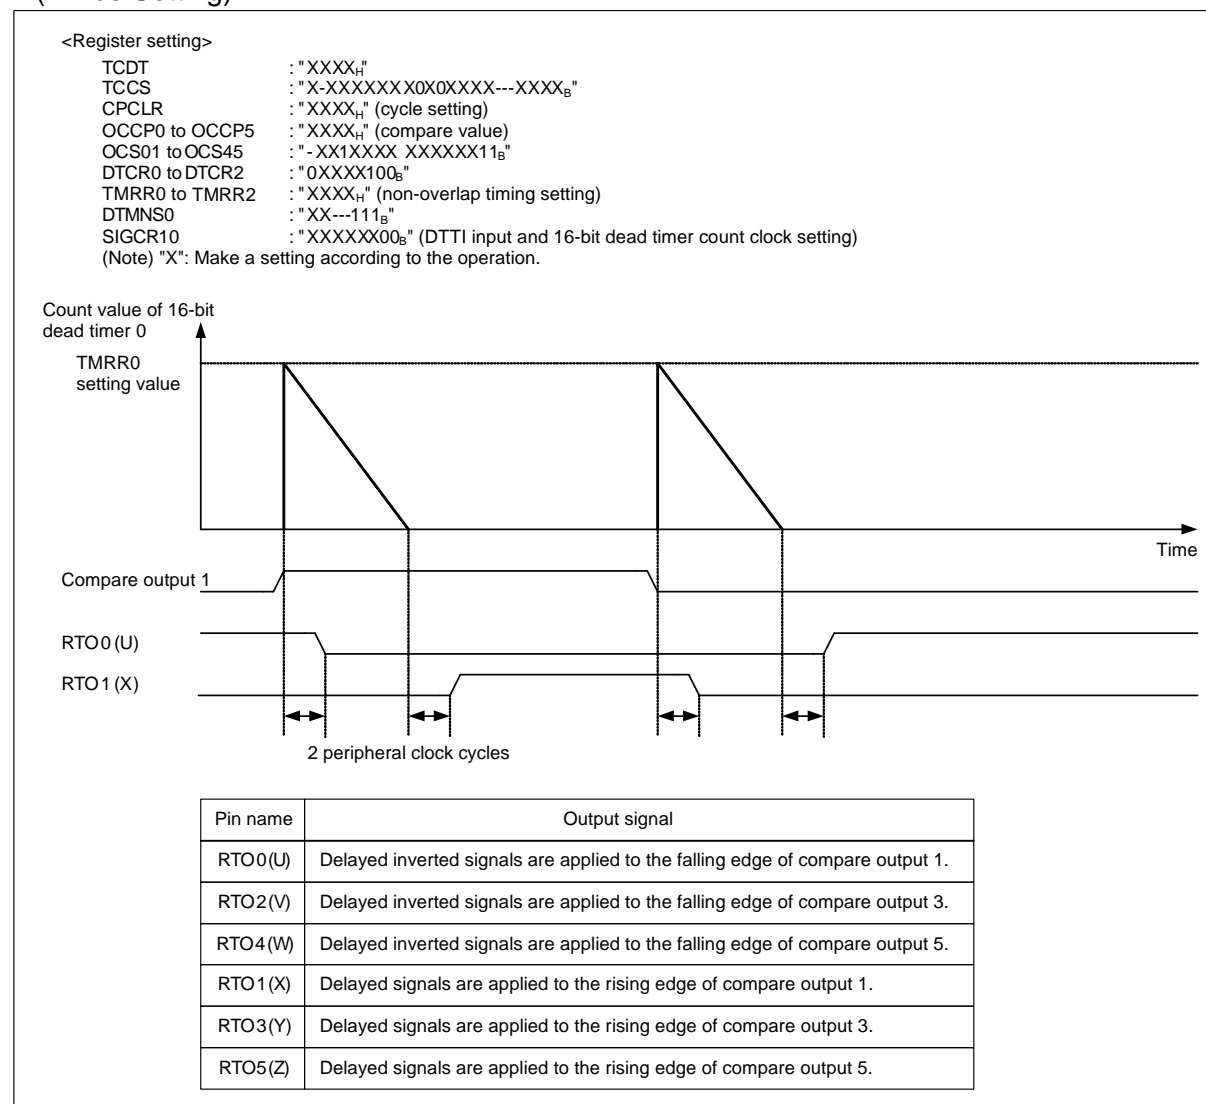 <Register setting>
TCDT : "XXXXH"
TCCS : "X-XXXXXX X0X0XXXX---XXXXB"
CPCLR : "XXXXH" (cycle setting)
OCCP0 to OCCP5 : "XXXXH" (compare value)
OCS01 to OCS45 : "-XX1XXXX XXXXXX11B"
DTCR0 to DTCR2 : "0XXXX100B"
TMRR0 to TMRR2 : "XXXXH" (non-overlap timing setting)
DTMNS0 : "XX---111B"
SIGCR10 : "XXXXXX00B" (DTTI input and 16-bit dead timer count clock setting)
(Note) "X": Make a setting according to the operation.
Count value of 16-bit
dead timer 0
TMRR0
setting value
Time
Compare output 1
RTO0(U)
RTO1(X)
2 peripheral clock cycles
Pin name Output signal
RTO0(U) Delayed inverted signals are applied to the falling edge of compare output 1.
RTO2(V) Delayed inverted signals are applied to the falling edge of compare output 3.
RTO4(W) Delayed inverted signals are applied to the falling edge of compare output 5.
RTO1(X) Delayed signals are applied to the rising edge of compare output 1.
RTO3(Y) Delayed signals are applied to the rising edge of compare output 3.
RTO5(Z) Delayed signals are applied to the rising edge of compare output 5.